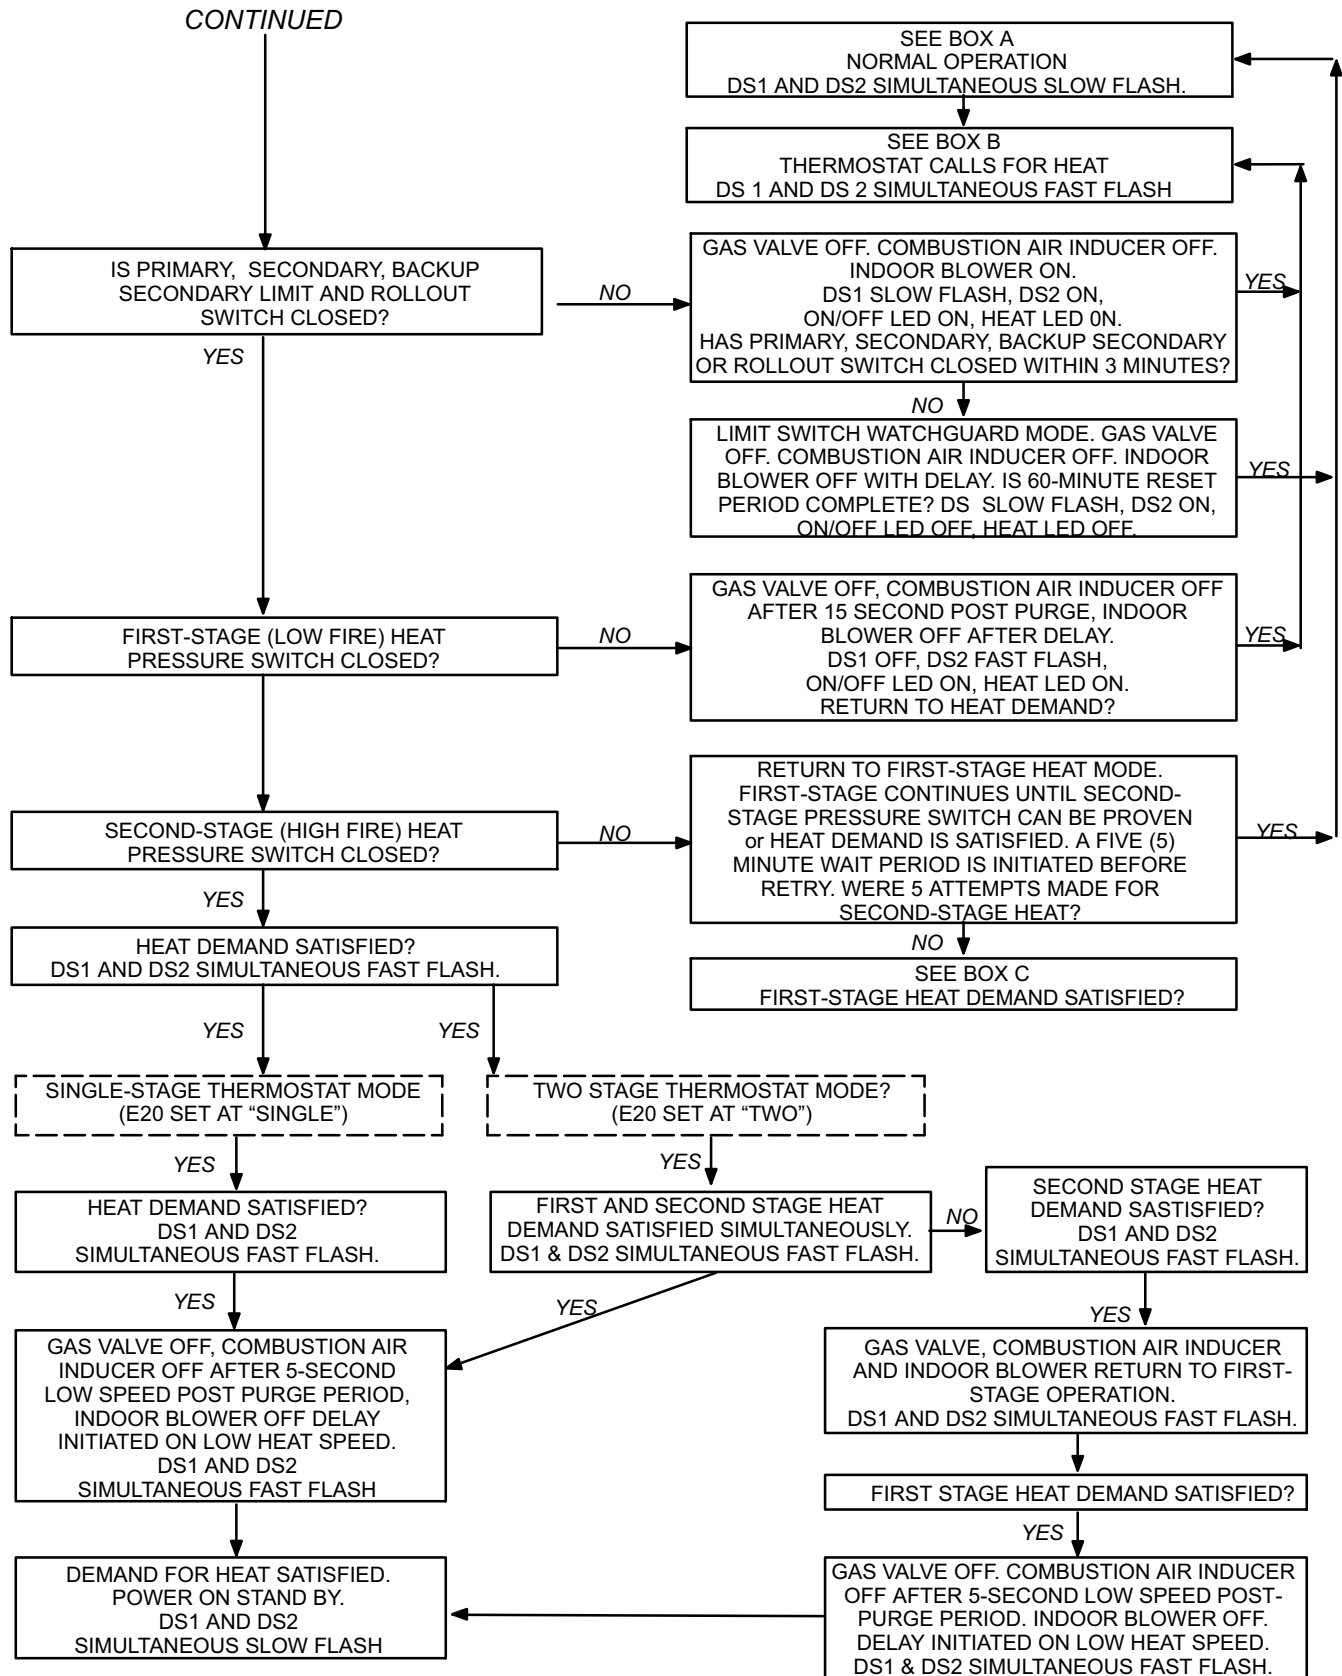 CONTINUED
SEE BOX A
NORMAL OPERATION
DS1 AND DS2 SIMULTANEOUS SLOW FLASH.
SEE BOX B
THERMOSTAT CALLS FOR HEAT
DS 1 AND DS 2 SIMULTANEOUS FAST FLASH
IS PRIMARY, SECONDARY, BACKUP
SECONDARY LIMIT AND ROLLOUT
SWITCH CLOSED?
NO
YES
GAS VALVE OFF. COMBUSTION AIR INDUCER OFF.
INDOOR BLOWER ON.
DS1 SLOW FLASH, DS2 ON,
ON/OFF LED ON, HEAT LED 0N.
HAS PRIMARY, SECONDARY, BACKUP SECONDARY
OR ROLLOUT SWITCH CLOSED WITHIN 3 MINUTES?
YES
NO
LIMIT SWITCH WATCHGUARD MODE. GAS VALVE
OFF. COMBUSTION AIR INDUCER OFF. INDOOR
BLOWER OFF WITH DELAY. IS 60-MINUTE RESET
PERIOD COMPLETE? DS SLOW FLASH, DS2 ON,
ON/OFF LED OFF, HEAT LED OFF.
YES
FIRST-STAGE (LOW FIRE) HEAT
PRESSURE SWITCH CLOSED?
NO
GAS VALVE OFF, COMBUSTION AIR INDUCER OFF
AFTER 15 SECOND POST PURGE, INDOOR
BLOWER OFF AFTER DELAY.
DS1 OFF, DS2 FAST FLASH,
ON/OFF LED ON, HEAT LED ON.
RETURN TO HEAT DEMAND?
YES
SECOND-STAGE (HIGH FIRE) HEAT
PRESSURE SWITCH CLOSED?
NO
YES
RETURN TO FIRST-STAGE HEAT MODE.
FIRST-STAGE CONTINUES UNTIL SECOND-
STAGE PRESSURE SWITCH CAN BE PROVEN
or HEAT DEMAND IS SATISFIED. A FIVE (5)
MINUTE WAIT PERIOD IS INITIATED BEFORE
RETRY. WERE 5 ATTEMPTS MADE FOR
SECOND-STAGE HEAT?
YES
NO
SEE BOX C
FIRST-STAGE HEAT DEMAND SATISFIED?
HEAT DEMAND SATISFIED?
DS1 AND DS2 SIMULTANEOUS FAST FLASH.
YES
YES
SINGLE-STAGE THERMOSTAT MODE
(E20 SET AT “SINGLE”)
TWO STAGE THERMOSTAT MODE?
(E20 SET AT “TWO”)
YES
YES
HEAT DEMAND SATISFIED?
DS1 AND DS2
SIMULTANEOUS FAST FLASH.
FIRST AND SECOND STAGE HEAT
DEMAND SATISFIED SIMULTANEOUSLY.
DS1 & DS2 SIMULTANEOUS FAST FLASH.
NO
SECOND STAGE HEAT
DEMAND SASTISFIED?
DS1 AND DS2
SIMULTANEOUS FAST FLASH.
YES
YES
YES
GAS VALVE OFF, COMBUSTION AIR
INDUCER OFF AFTER 5-SECOND
LOW SPEED POST PURGE PERIOD,
INDOOR BLOWER OFF DELAY
INITIATED ON LOW HEAT SPEED.
DS1 AND DS2
SIMULTANEOUS FAST FLASH
GAS VALVE, COMBUSTION AIR INDUCER
AND INDOOR BLOWER RETURN TO FIRST-
STAGE OPERATION.
DS1 AND DS2 SIMULTANEOUS FAST FLASH.
FIRST STAGE HEAT DEMAND SATISFIED?
YES
DEMAND FOR HEAT SATISFIED.
POWER ON STAND BY.
DS1 AND DS2
SIMULTANEOUS SLOW FLASH
GAS VALVE OFF. COMBUSTION AIR INDUCER
OFF AFTER 5-SECOND LOW SPEED POST-
PURGE PERIOD. INDOOR BLOWER OFF.
DELAY INITIATED ON LOW HEAT SPEED.
DS1 & DS2 SIMULTANEOUS FAST FLASH.